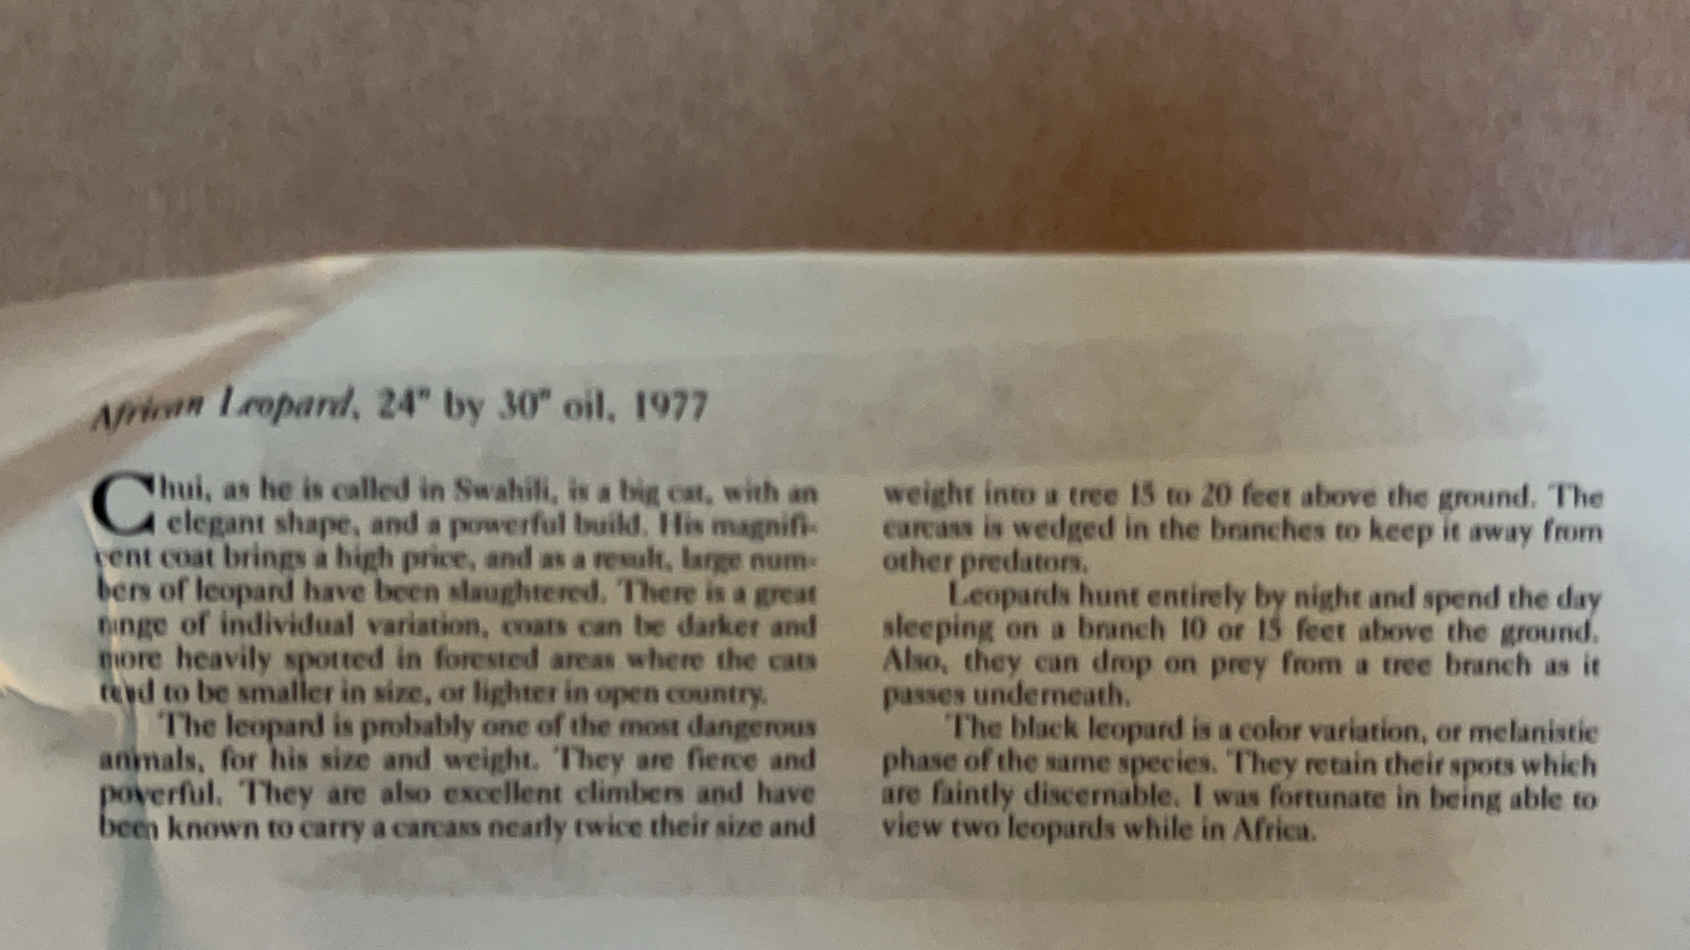 African Leopard, 24" by 30" oil, 1977
Chui, as he is called in Swahili, is a big cat, with an
elegant shape, and a powerful build. His magnifi-
cent coat brings a high price, and as a result, large num-
bers of leopard have been slaughtered. There is a great
range of individual variation, coats can be darker and
more heavily spotted in forested areas where the cats
tend to be smaller in size, or lighter in open country.
The leopard is probably one of the most dangerous
animals, for his size and weight. They are fierce and
powerful. They are also excellent climbers and have
been known to carry a carcass nearly twice their size and
weight into a tree 15 to 20 feet above the ground. The
carcass is wedged in the branches to keep it away from
other predators.
Leopards hunt entirely by night and spend the day
sleeping on a branch 10 or 15 feet above the ground.
Also, they can drop on prey from a tree branch as it
passes underneath.
The black leopard is a color variation, or melanistic
phase of the same species. They retain their spots which
are faintly discernable. I was fortunate in being able to
view two leopards while in Africa.